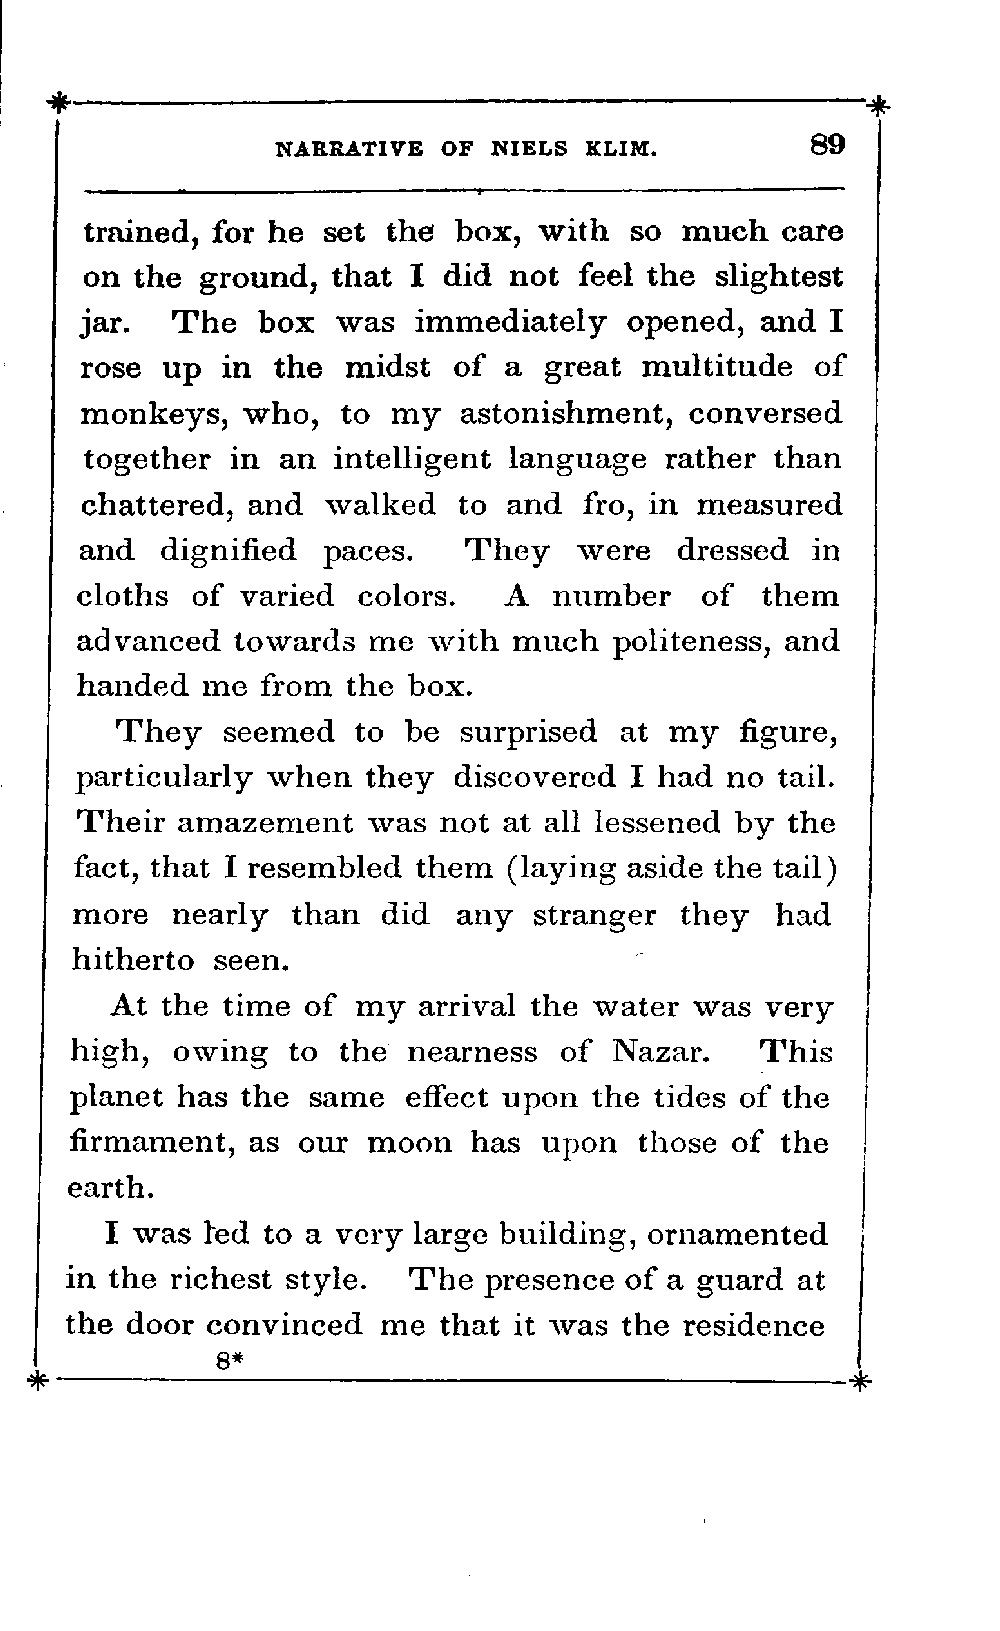 NARRATIVE OF NIELS KLIM. 89
trained, for he set the box, with so much care
on the ground, that I did not feel the slightest
jar. The box was immediately opened, and I
rose up in the midst of a great multitude of
monkeys, who, to my astonishment, conversed
together in an intelligent language rather than
chattered, and walked to and fro, in measured
and dignified paces. They were dressed in
cloths of varied colors. A number of them
advanced towards me with much politeness, and
handed me from the box.
They seemed to be surprised at my figure,
particularly when they discovered I had no tail.
Their amazement was not at all lessened by the
fact, that I resembled them (laying aside the tail)
more nearly than did any stranger they had
hitherto seen.
At the time of my arrival the water was very
high, owing to the nearness of Nazar. This
planet has the same effect upon the tides of the
firmament, as our moon has upon those of the
earth.
I was led to a very large building, ornamented
in the richest style. The presence of a guard at
the door convinced me that it was the residence
8*